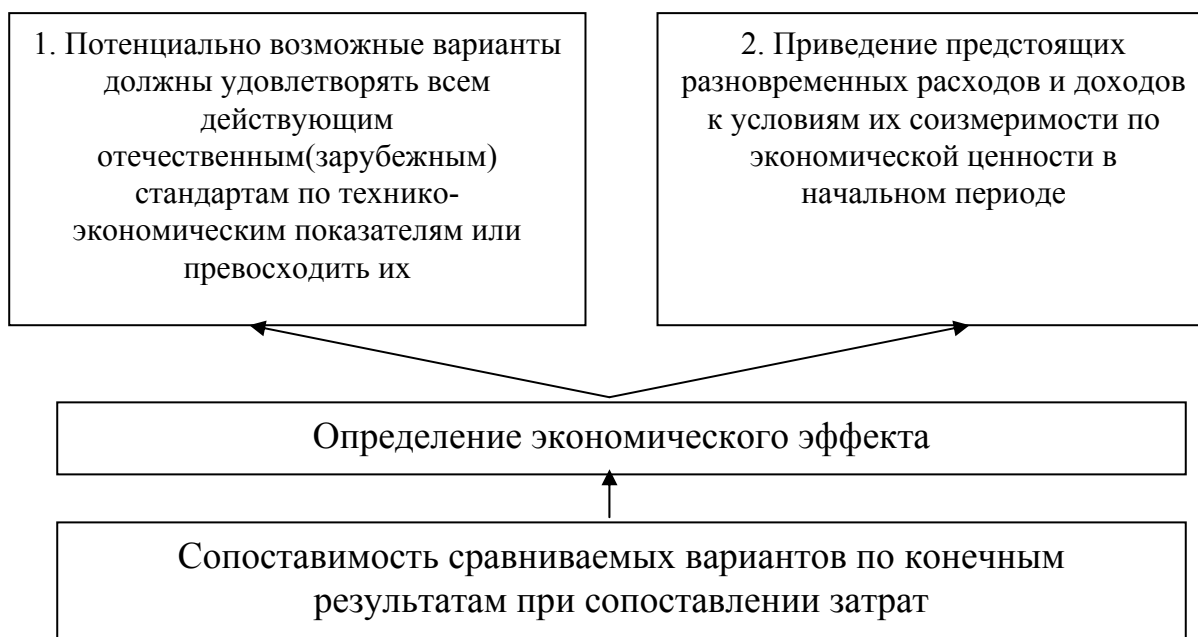 1. Потенциально возможные варианты
должны удовлетворять всем
действующим
отечественным(зарубежным)
стандартам по технико-
экономическим показателям или
превосходить их
2. Приведение предстоящих
разновременных расходов и доходов
к условиям их соизмеримости по
экономической ценности в
начальном периоде
Определение экономического эффекта
Сопоставимость сравниваемых вариантов по конечным
результатам при сопоставлении затрат